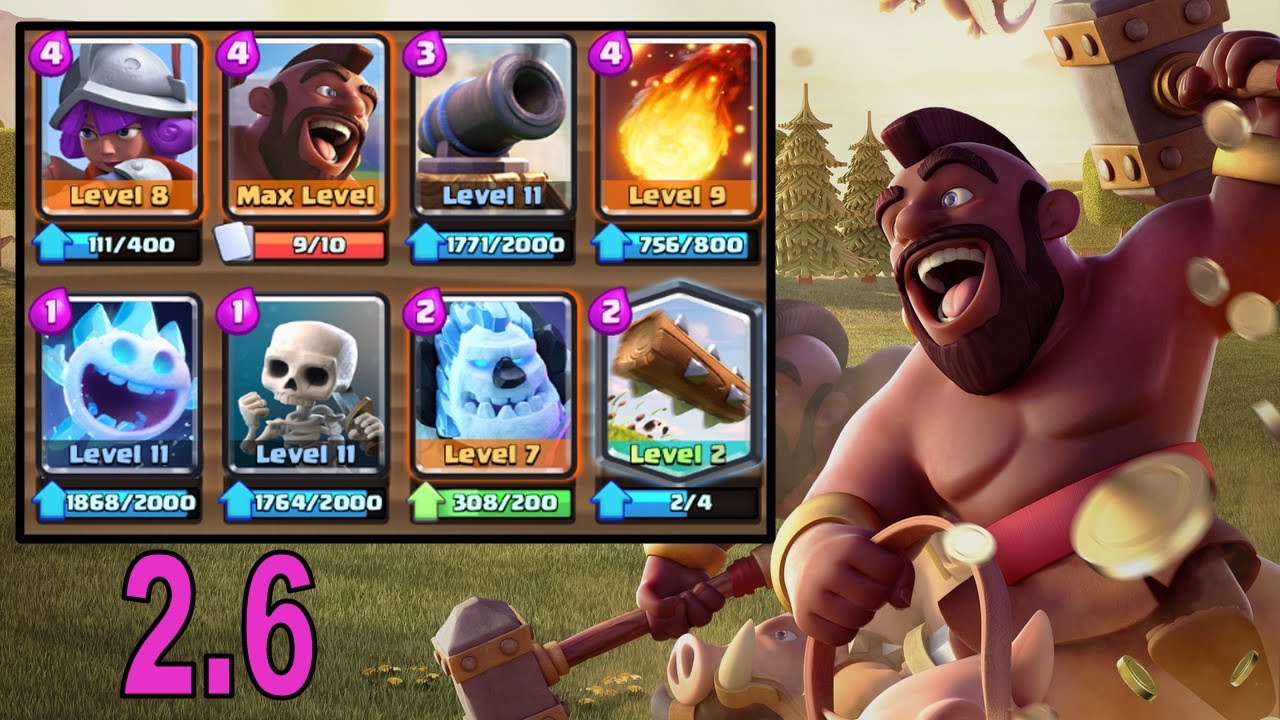 4 4 3 4
Level 8 Max Level Level 11 Level 9
111/400 9/10 1771/2000 756/800
1 1 2 2
Level 11 Level 11 Level 7 Level 2
1868/2000 1764/2000 308/200 2/4
2.6